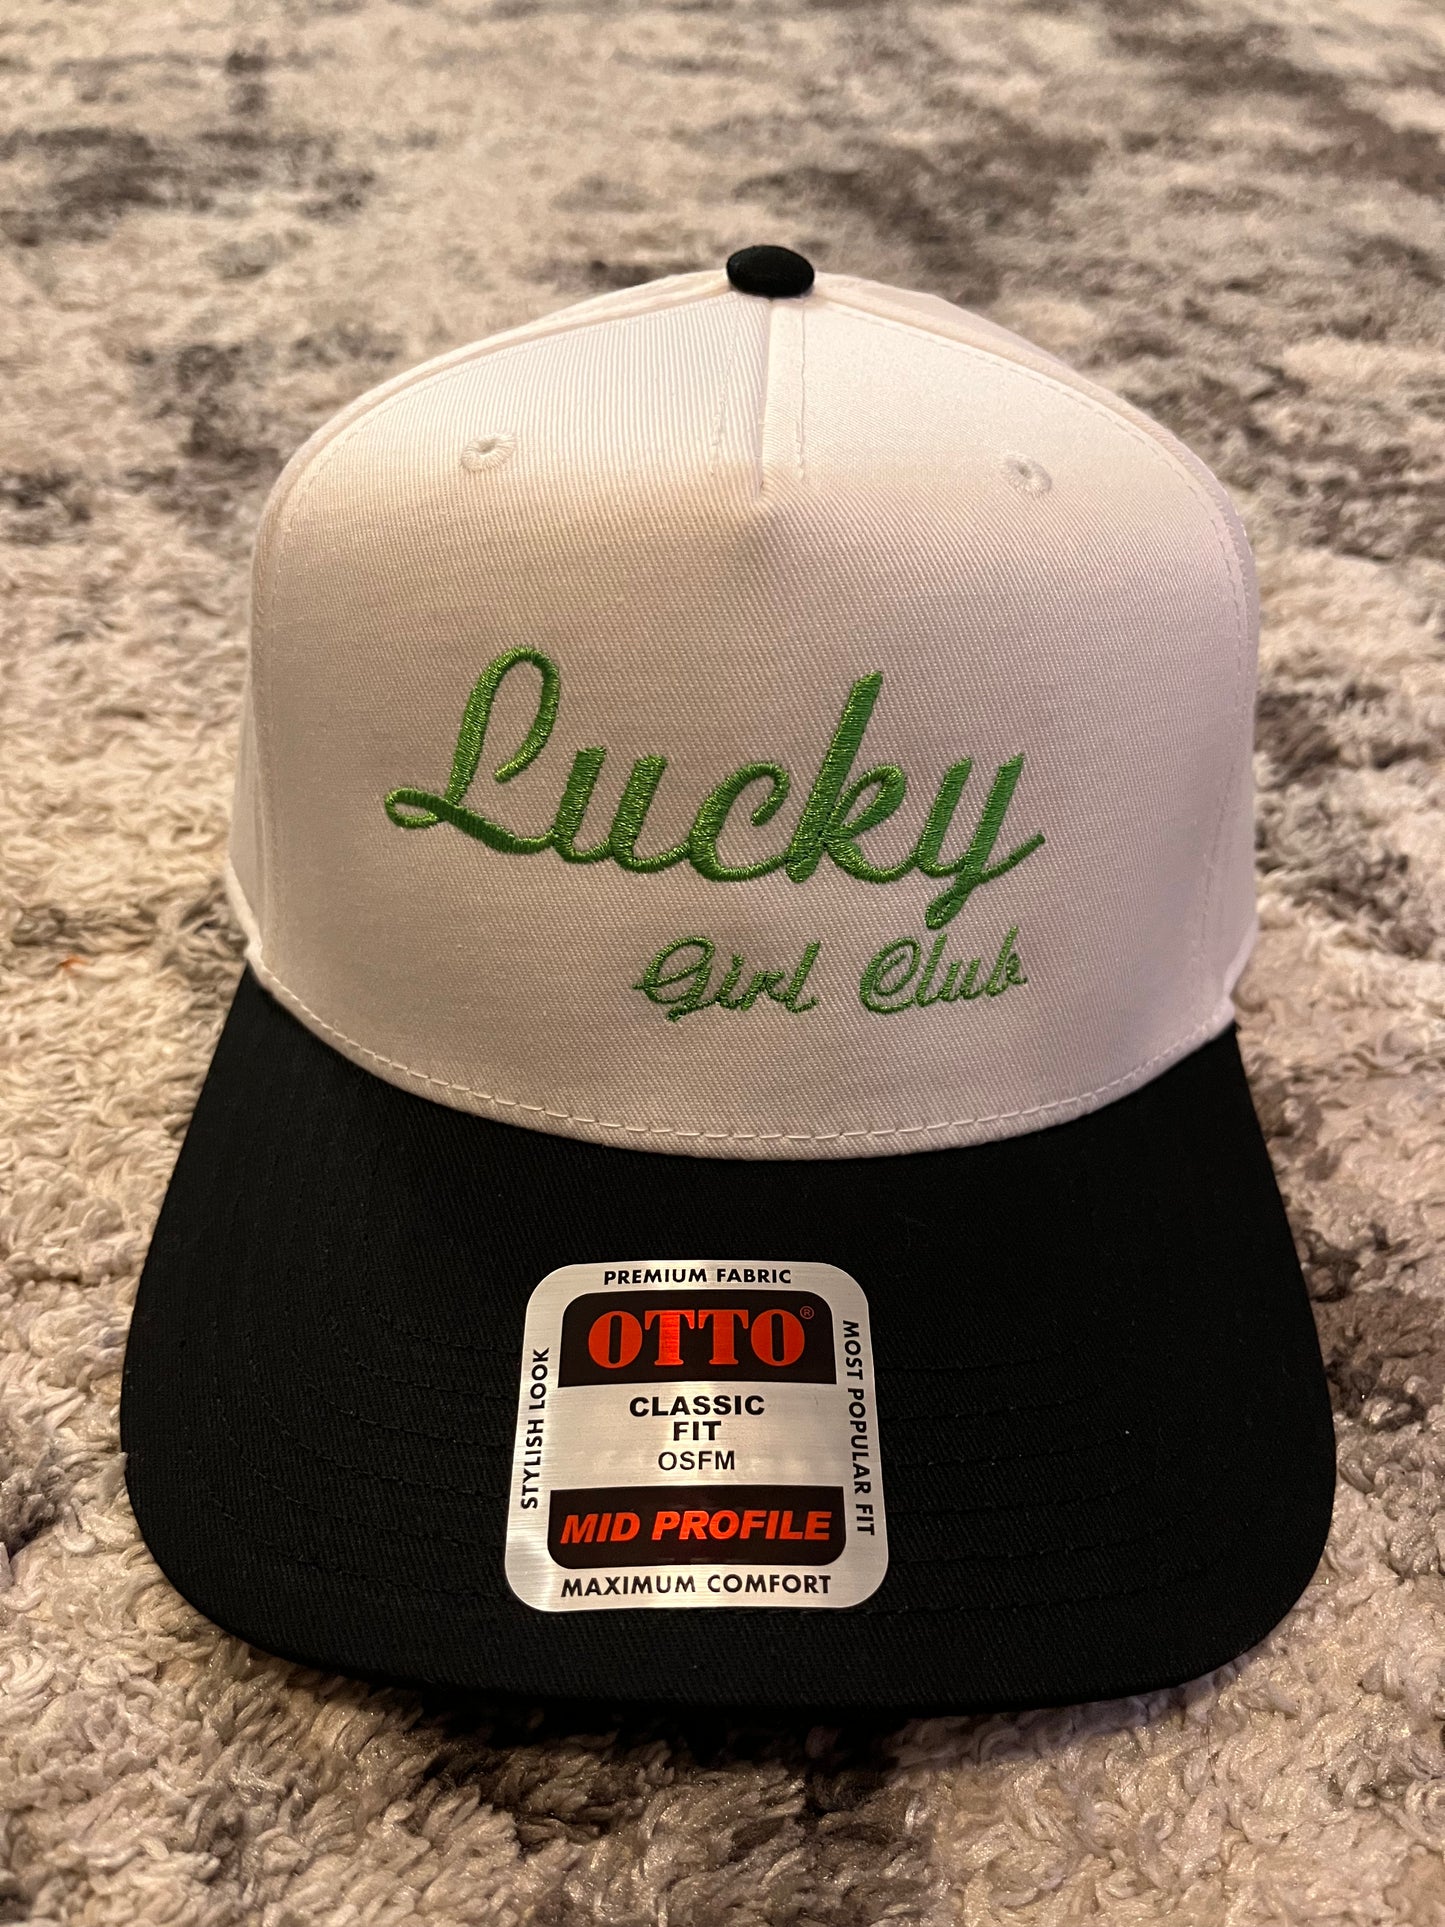 Lucky
Girl Club
PREMIUM FABRIC
OTTO®
STYLISH LOOK
MOST POPULAR FIT
CLASSIC
FIT
OSFM
MID PROFILE
MAXIMUM COMFORT